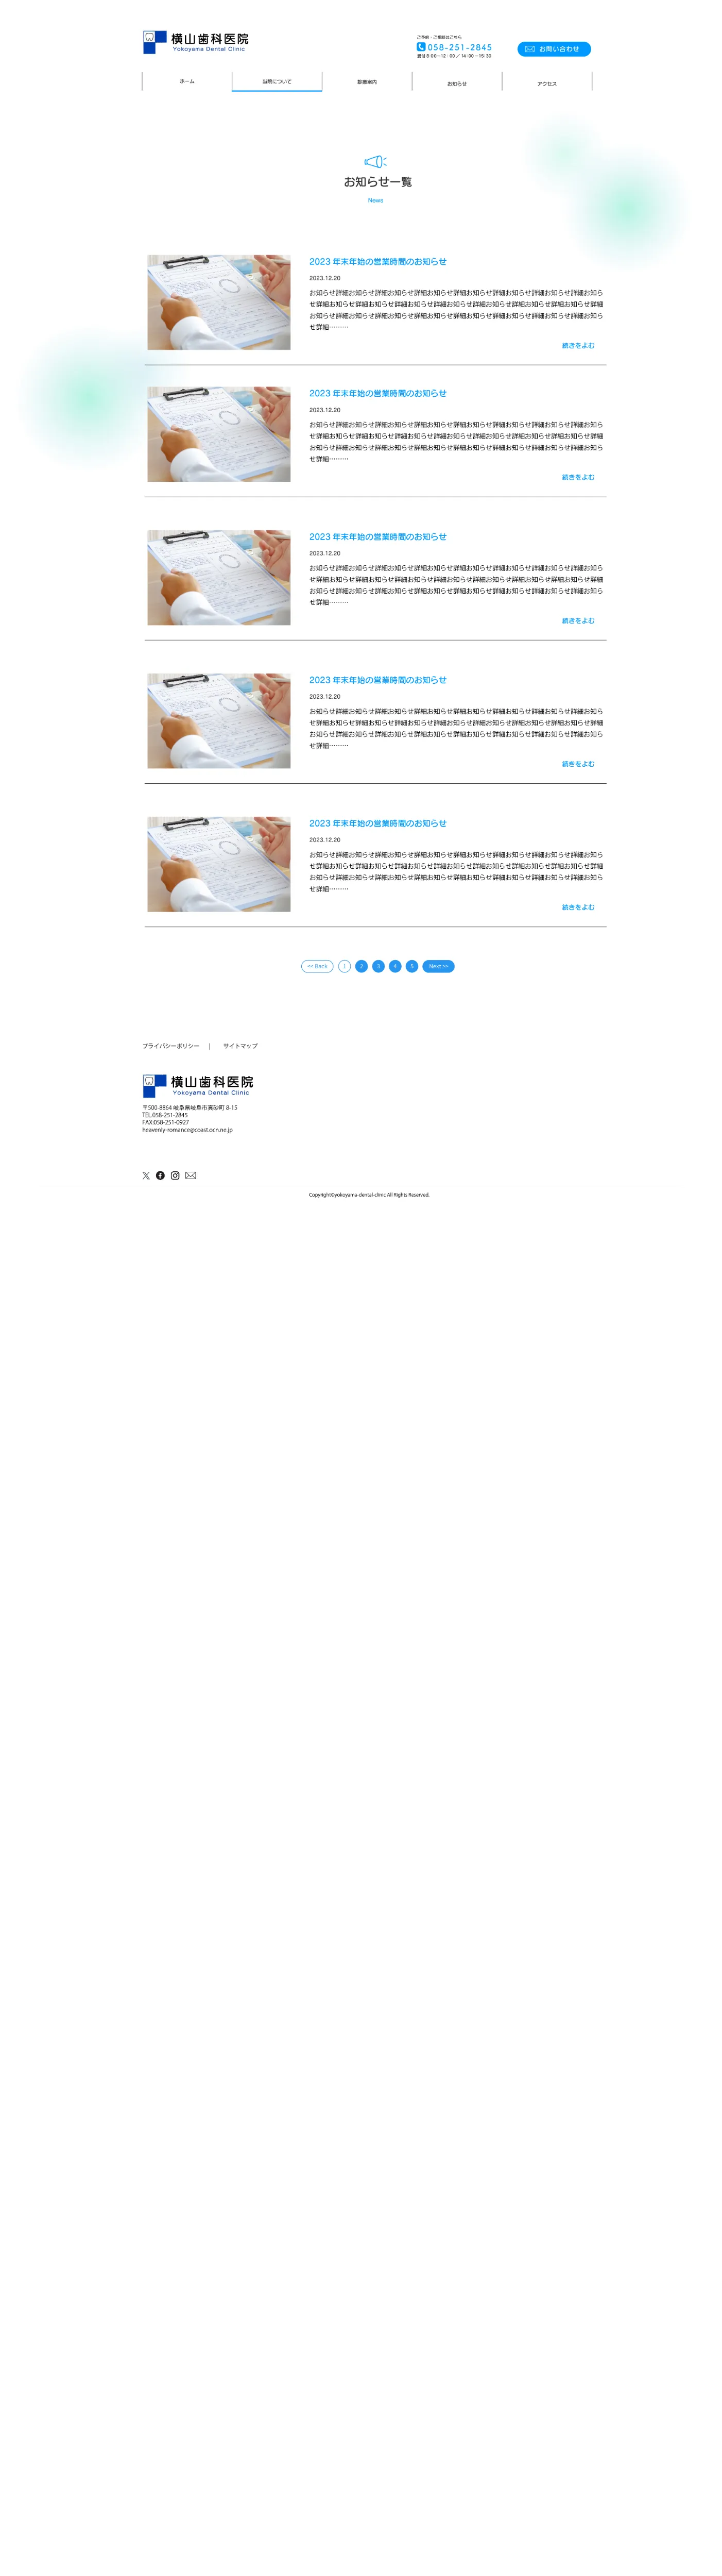 横山歯科医院
Yokoyama Dental Clinic
ご予約・ご相談はこちら
058-251-2845
受付 8:00ー12:00 / 14:00ー15:30
お問い合わせ
ホーム
当院について
診療案内
お知らせ
アクセス
お知らせ一覧
News
2023 年末年始の営業時間のお知らせ
2023.12.20
お知らせ詳細お知らせ詳細お知らせ詳細お知らせ詳細お知らせ詳細お知らせ詳細お知らせ詳細お知ら
せ詳細お知らせ詳細お知らせ詳細お知らせ詳細お知らせ詳細お知らせ詳細お知らせ詳細お知らせ詳細
お知らせ詳細お知らせ詳細お知らせ詳細お知らせ詳細お知らせ詳細お知らせ詳細お知らせ詳細お知ら
せ詳細………
続きをよむ
2023 年末年始の営業時間のお知らせ
2023.12.20
お知らせ詳細お知らせ詳細お知らせ詳細お知らせ詳細お知らせ詳細お知らせ詳細お知らせ詳細お知ら
せ詳細お知らせ詳細お知らせ詳細お知らせ詳細お知らせ詳細お知らせ詳細お知らせ詳細お知らせ詳細
お知らせ詳細お知らせ詳細お知らせ詳細お知らせ詳細お知らせ詳細お知らせ詳細お知らせ詳細お知ら
せ詳細………
続きをよむ
2023 年末年始の営業時間のお知らせ
2023.12.20
お知らせ詳細お知らせ詳細お知らせ詳細お知らせ詳細お知らせ詳細お知らせ詳細お知らせ詳細お知ら
せ詳細お知らせ詳細お知らせ詳細お知らせ詳細お知らせ詳細お知らせ詳細お知らせ詳細お知らせ詳細
お知らせ詳細お知らせ詳細お知らせ詳細お知らせ詳細お知らせ詳細お知らせ詳細お知らせ詳細お知ら
せ詳細………
続きをよむ
2023 年末年始の営業時間のお知らせ
2023.12.20
お知らせ詳細お知らせ詳細お知らせ詳細お知らせ詳細お知らせ詳細お知らせ詳細お知らせ詳細お知ら
せ詳細お知らせ詳細お知らせ詳細お知らせ詳細お知らせ詳細お知らせ詳細お知らせ詳細お知らせ詳細
お知らせ詳細お知らせ詳細お知らせ詳細お知らせ詳細お知らせ詳細お知らせ詳細お知らせ詳細お知ら
せ詳細………
続きをよむ
2023 年末年始の営業時間のお知らせ
2023.12.20
お知らせ詳細お知らせ詳細お知らせ詳細お知らせ詳細お知らせ詳細お知らせ詳細お知らせ詳細お知ら
せ詳細お知らせ詳細お知らせ詳細お知らせ詳細お知らせ詳細お知らせ詳細お知らせ詳細お知らせ詳細
お知らせ詳細お知らせ詳細お知らせ詳細お知らせ詳細お知らせ詳細お知らせ詳細お知らせ詳細お知ら
せ詳細………
続きをよむ
<< Back 1 2 3 4 5 Next >>
プライバシーポリシー | サイトマップ
横山歯科医院
Yokoyama Dental Clinic
〒500-8864 岐阜県岐阜市真砂町 8-15
TEL:058-251-2845
FAX:058-251-0927
heavenly-romance@coast.ocn.ne.jp
Copyright©yokoyama-dental-clinic All Rights Reserved.